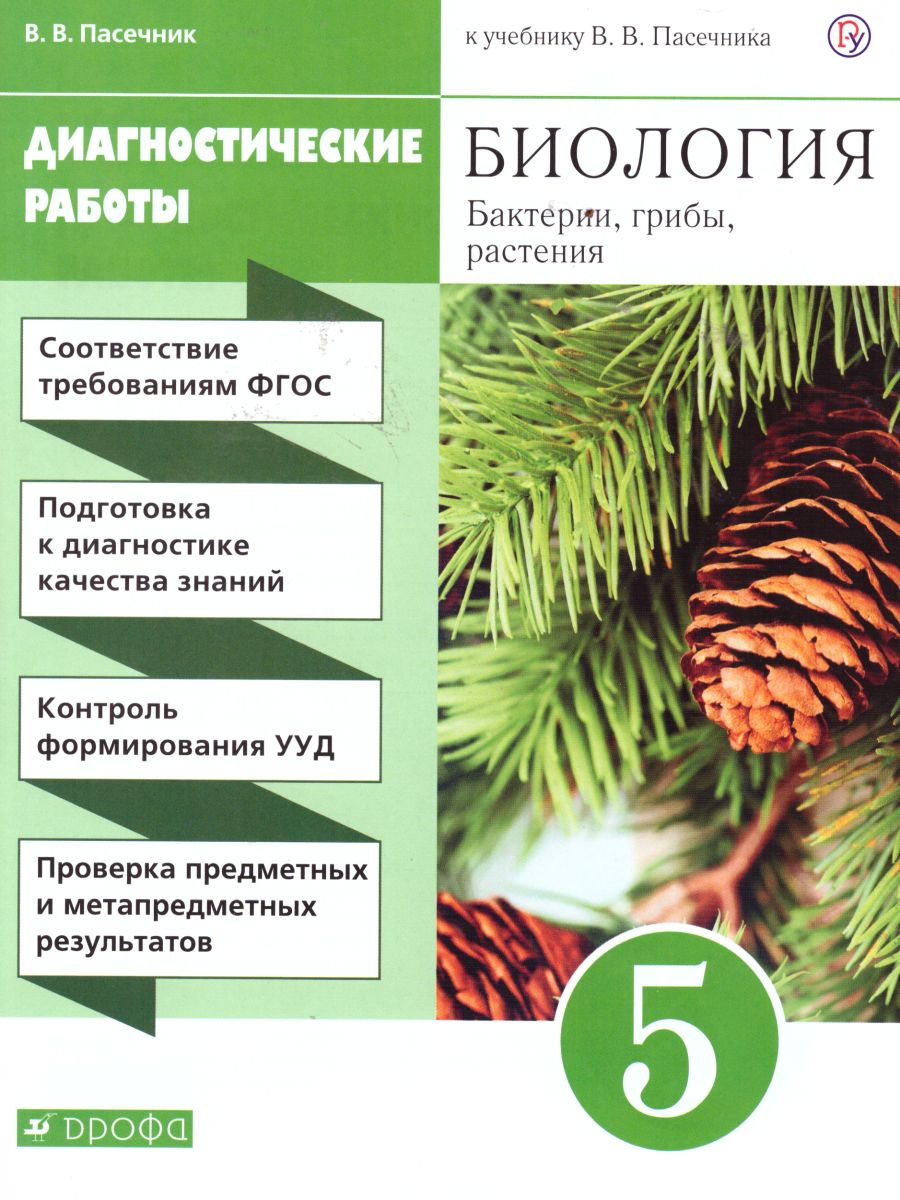 В. В. Пасечник
к учебнику В. В. Пасечника
РУ
ДИАГНОСТИЧЕСКИЕ
РАБОТЫ
БИОЛОГИЯ
Бактерии, грибы,
растения
Соответствие
требованиям ФГОС
Подготовка
к диагностике
качества знаний
Контроль
формирования УУД
Проверка предметных
и метапредметных
результатов
5
ДРОФА